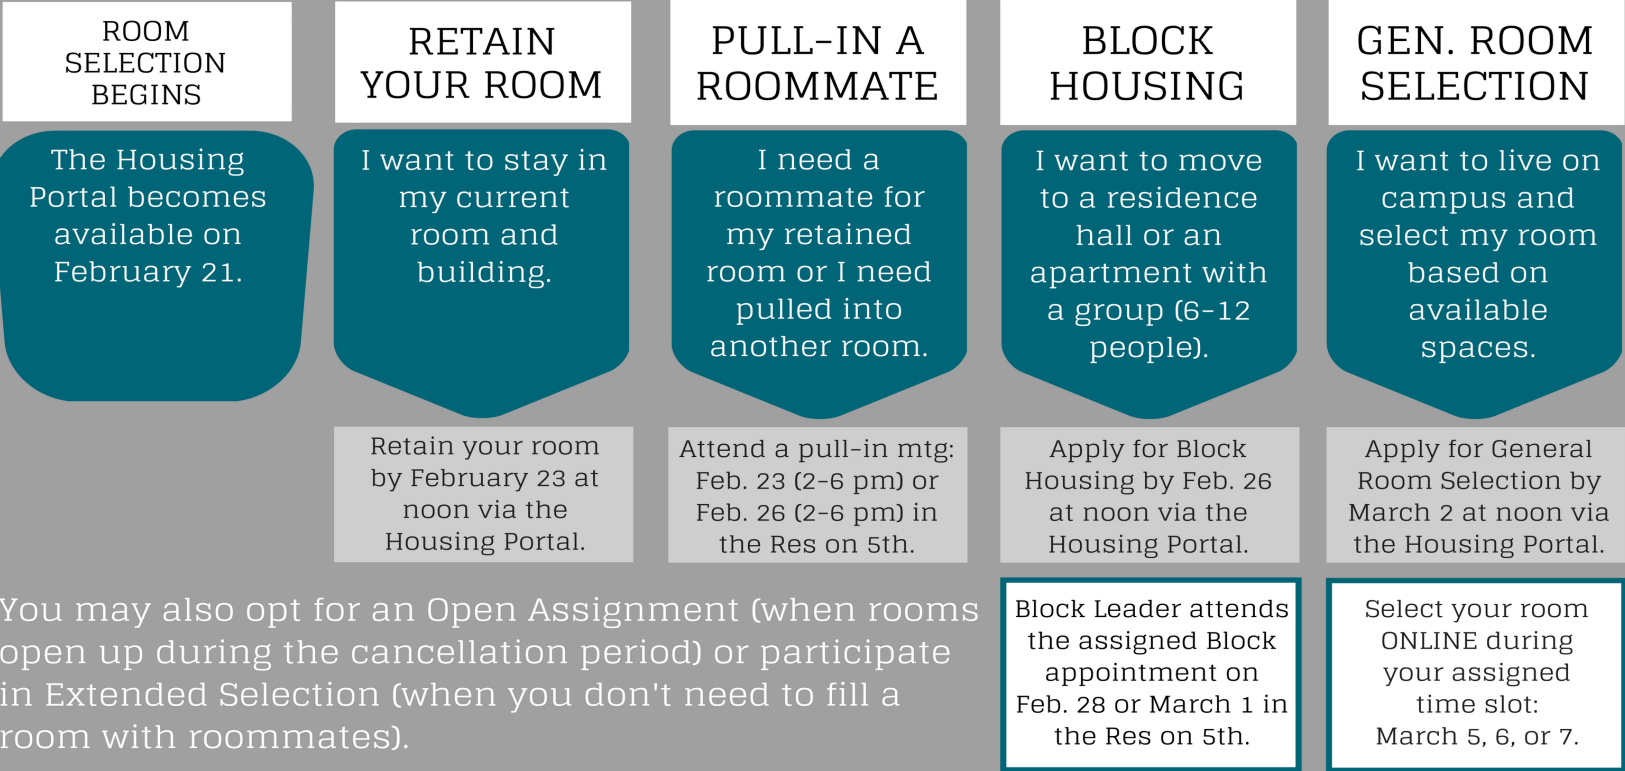 ROOM
SELECTION
BEGINS
The Housing
Portal becomes
available on
February 21.
RETAIN
YOUR ROOM
I want to stay in
my current
room and
building.
Retain your room
by February 23 at
noon via the
Housing Portal.
PULL-IN A
ROOMMATE
I need a
roommate for
my retained
room or I need
pulled into
another room.
Attend a pull-in mtg:
Feb. 23 (2-6 pm) or
Feb. 26 (2-6 pm) in
the Res on 5th.
BLOCK
HOUSING
I want to move
to a residence
hall or an
apartment with
a group (6-12
people).
Apply for Block
Housing by Feb. 26
at noon via the
Housing Portal.
Block Leader attends
the assigned Block
appointment on
Feb. 28 or March 1 in
the Res on 5th.
GEN. ROOM
SELECTION
I want to live on
campus and
select my room
based on
available
spaces.
Apply for General
Room Selection by
March 2 at noon via
the Housing Portal.
Select your room
ONLINE during
your assigned
time slot:
March 5, 6, or 7.
You may also opt for an Open Assignment (when rooms
open up during the cancellation period) or participate
in Extended Selection (when you don't need to fill a
room with roommates).